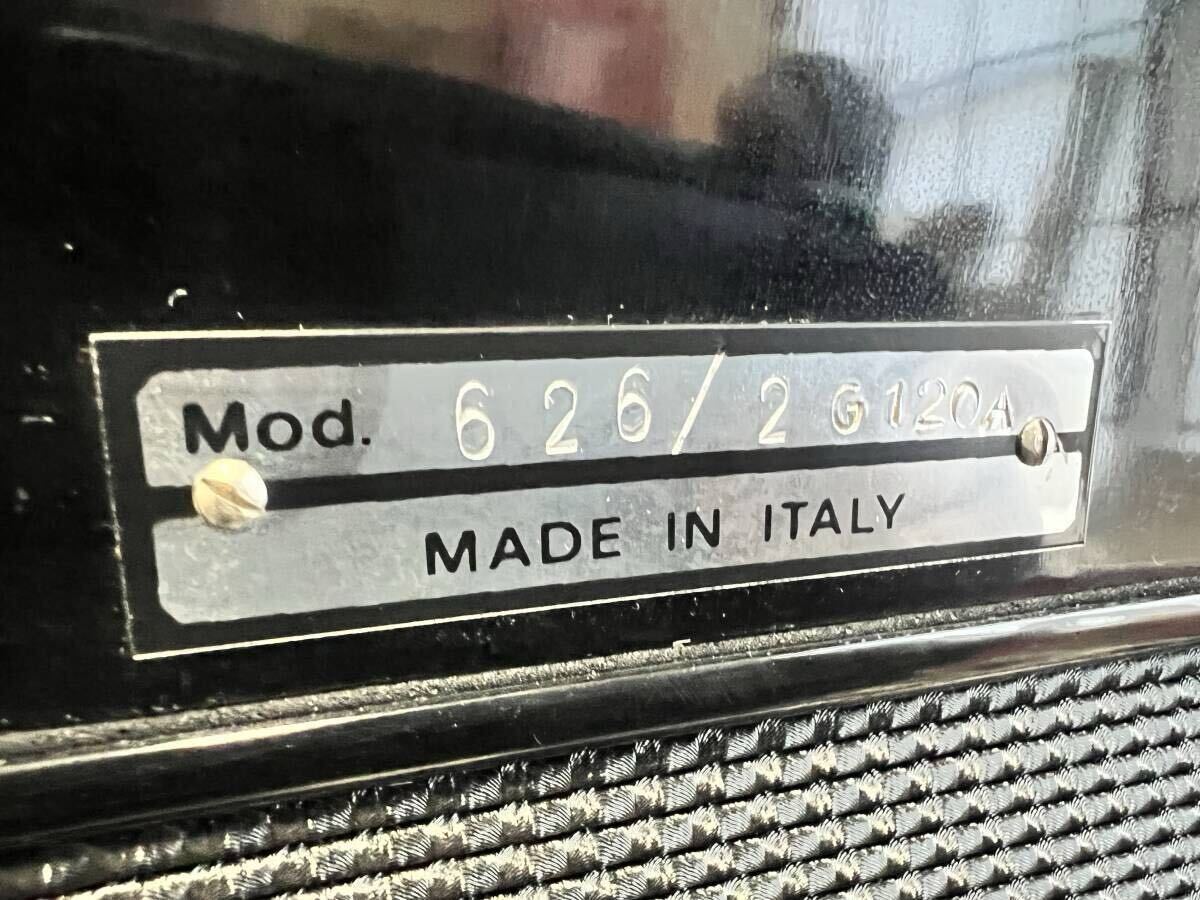 Mod. 626/2 G120A
MADE IN ITALY